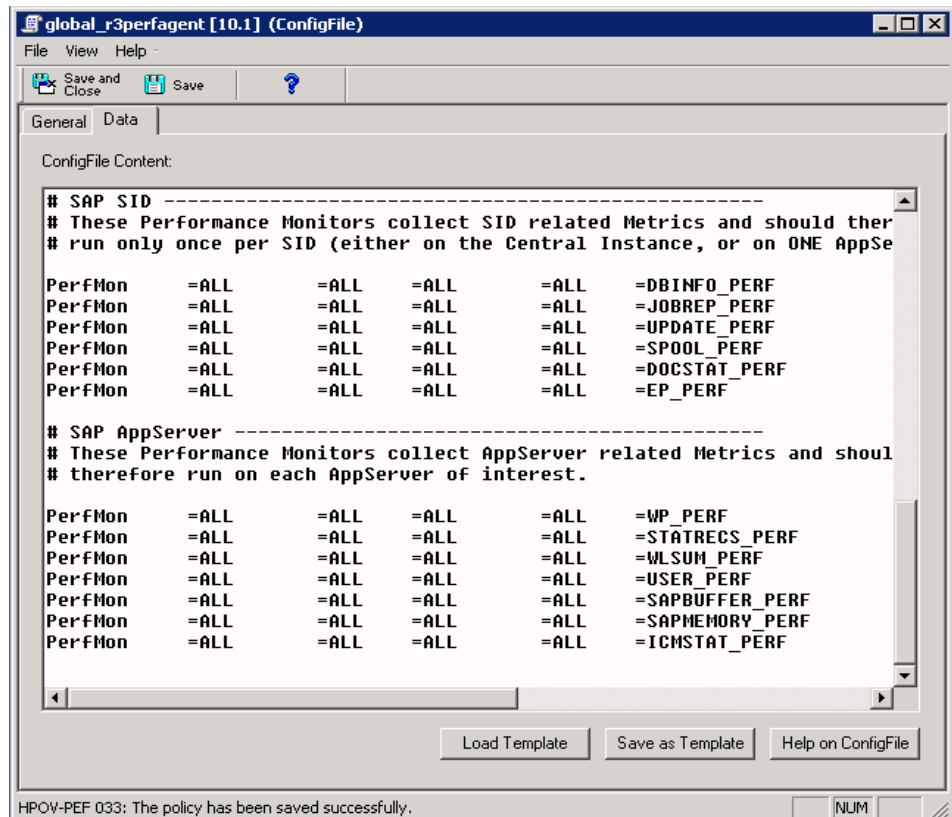 global_r3perfagent [10.1] (ConfigFile)
File View Help
Save and Close Save ?
General Data
ConfigFile Content:
# SAP SID ---------------------------------------------------
# These Performance Monitors collect SID related Metrics and should ther
# run only once per SID (either on the Central Instance, or on ONE AppSe
PerfMon =ALL =ALL =ALL =ALL =DBINFO_PERF
PerfMon =ALL =ALL =ALL =ALL =JOBREP_PERF
PerfMon =ALL =ALL =ALL =ALL =UPDATE_PERF
PerfMon =ALL =ALL =ALL =ALL =SPOOL_PERF
PerfMon =ALL =ALL =ALL =ALL =DOCSTAT_PERF
PerfMon =ALL =ALL =ALL =ALL =EP_PERF
# SAP AppServer ---------------------------------------------
# These Performance Monitors collect AppServer related Metrics and shoul
# therefore run on each AppServer of interest.
PerfMon =ALL =ALL =ALL =ALL =WP_PERF
PerfMon =ALL =ALL =ALL =ALL =STATRECS_PERF
PerfMon =ALL =ALL =ALL =ALL =WLSUM_PERF
PerfMon =ALL =ALL =ALL =ALL =USER_PERF
PerfMon =ALL =ALL =ALL =ALL =SAPBUFFER_PERF
PerfMon =ALL =ALL =ALL =ALL =SAPMEMORY_PERF
PerfMon =ALL =ALL =ALL =ALL =ICMSTAT_PERF
Load Template Save as Template Help on ConfigFile
HPOV-PEF 033: The policy has been saved successfully. NUM